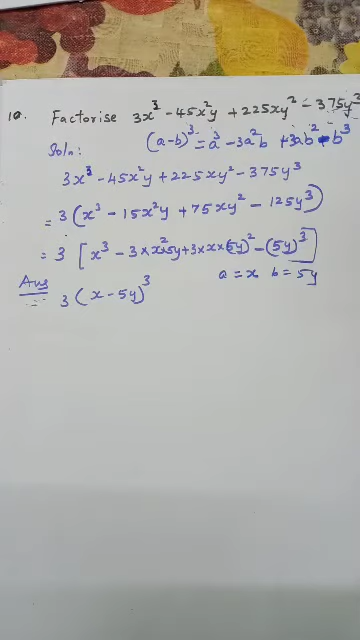 10. Factorise 3x³ - 45x²y + 225xy² - 375y³
Soln: (a-b)³ = a³ - 3a²b + 3ab² - b³
3x³ - 45x²y + 225xy² - 375y³
= 3 (x³ - 15x²y + 75xy² - 125y³)
= 3 [x³ - 3×x²×5y + 3×x×(5y)² - (5y)³]
a = x b = 5y
Ans 3 (x - 5y)³